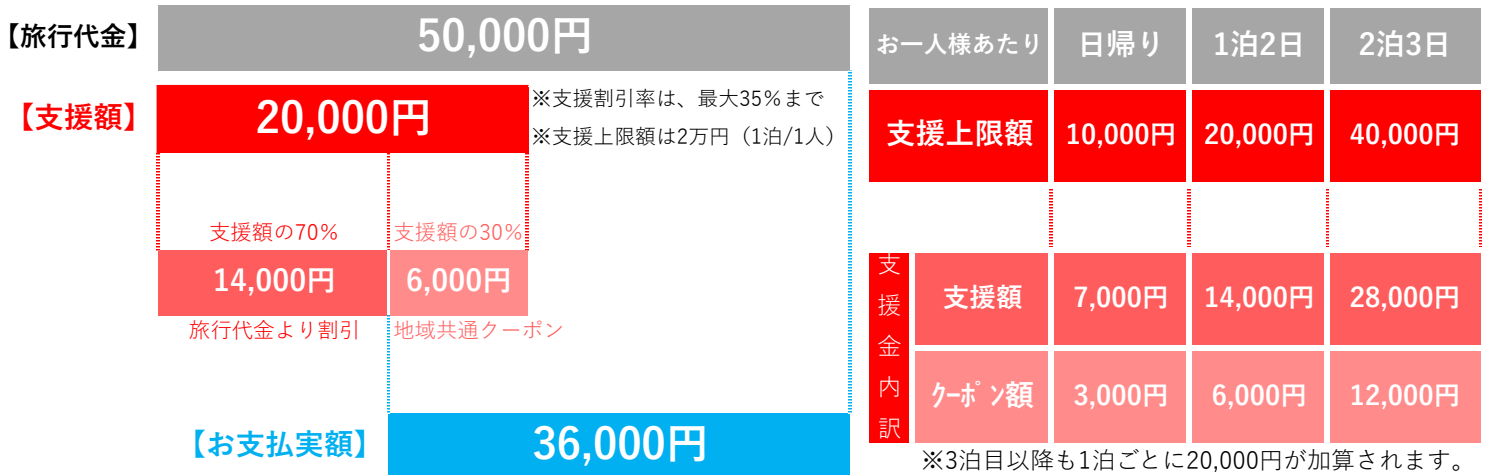 【旅行代金】
50,000円
【支援額】
20,000円
※支援割引率は、最大35%まで
※支援上限額は2万円（1泊/1人）
支援額の70%
支援額の30%
14,000円
6,000円
旅行代金より割引
地域共通クーポン
【お支払実額】
36,000円
お一人様あたり 日帰り 1泊2日 2泊3日
支援上限額 10,000円 20,000円 40,000円
支援金内訳
支援額 7,000円 14,000円 28,000円
ｸｰﾎﾟﾝ額 3,000円 6,000円 12,000円
※3泊目以降も1泊ごとに20,000円が加算されます。